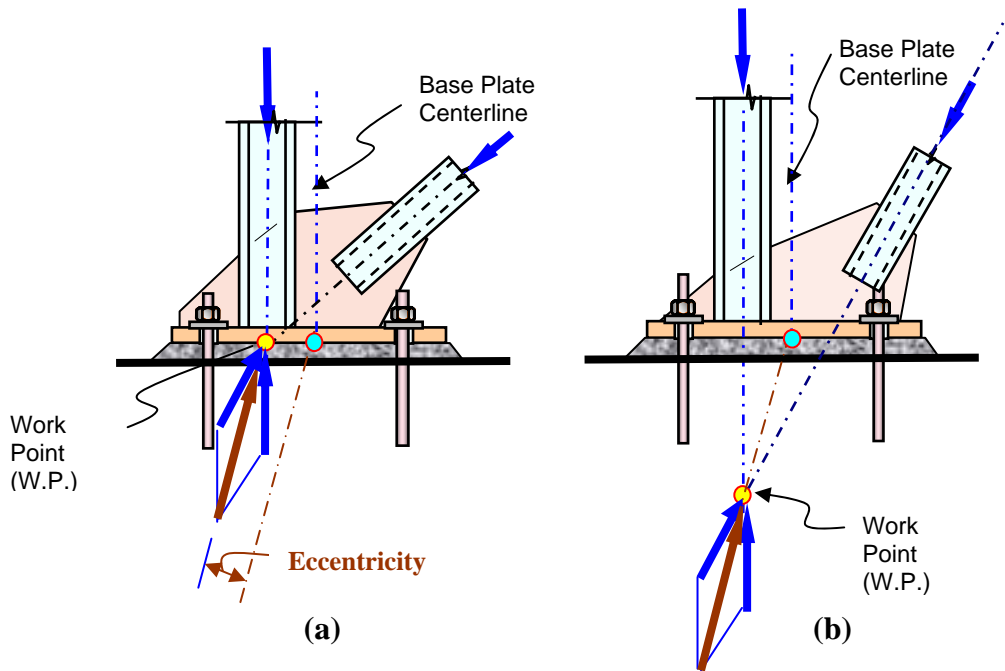 Base Plate
Centerline
Work
Point
(W.P.)
Eccentricity
(a)
Base Plate
Centerline
Work
Point
(W.P.)
(b)